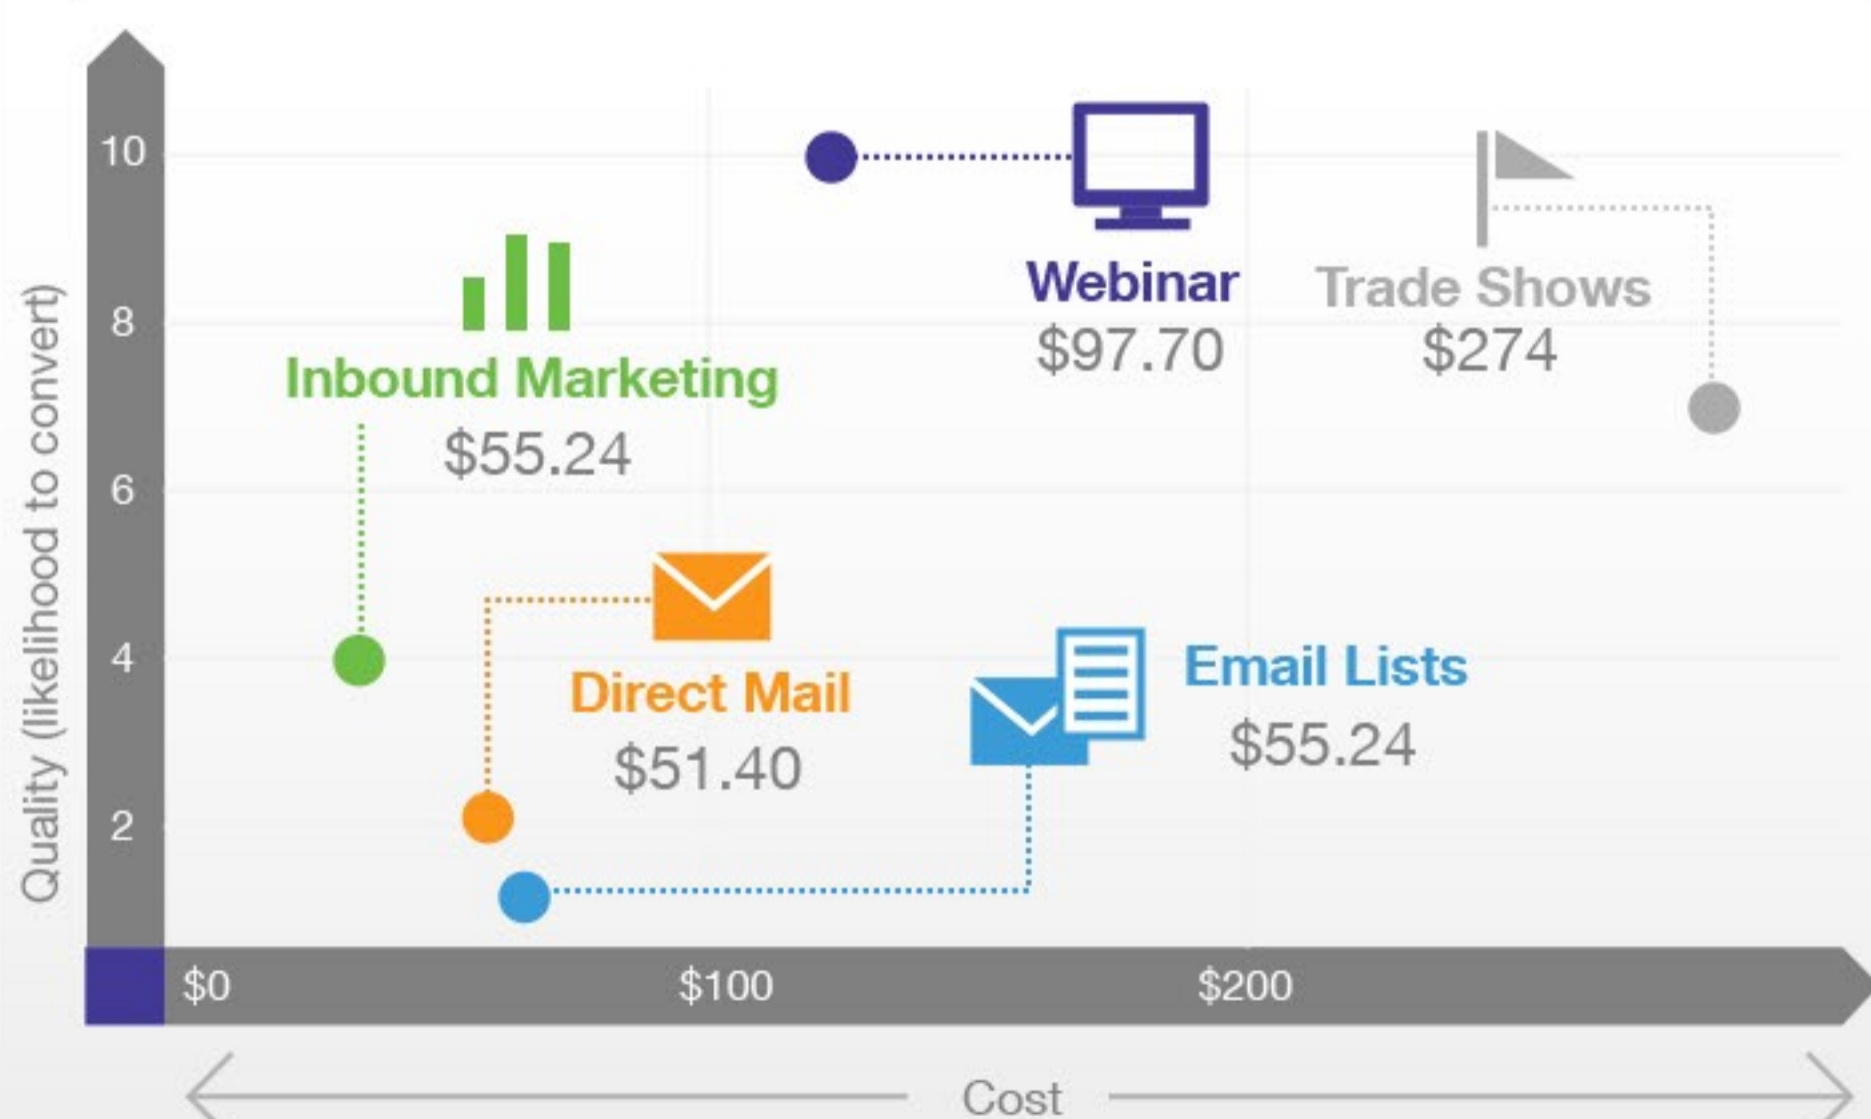 Quality (likelihood to convert)
10
8
6
4
2
Inbound Marketing
$55.24
Webinar
$97.70
Trade Shows
$274
Direct Mail
$51.40
Email Lists
$55.24
$0
$100
$200
Cost